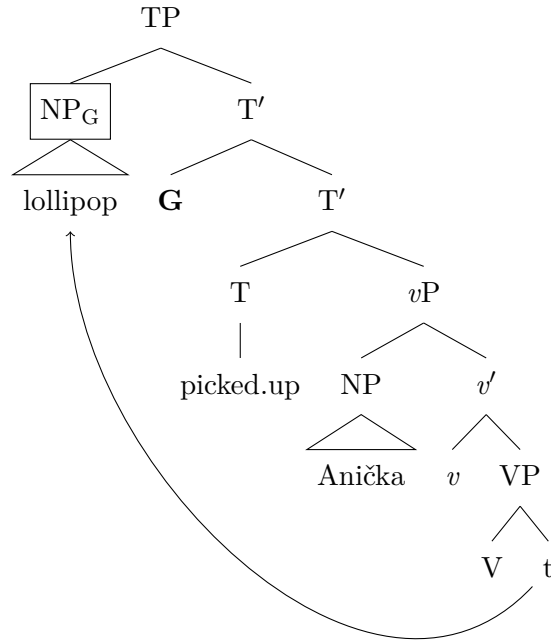 TP
NP_G T′
lollipop G T′
T vP
picked.up NP v′
Anička v VP
V t